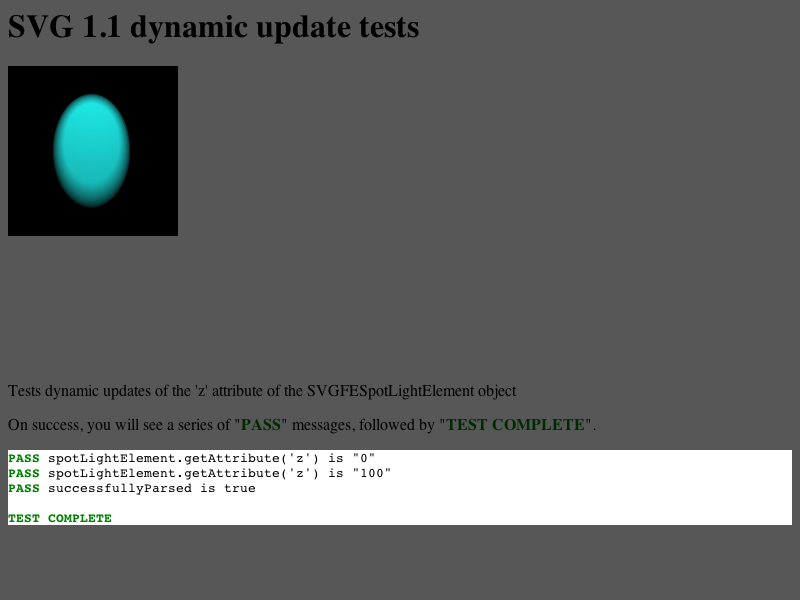 SVG 1.1 dynamic update tests
Tests dynamic updates of the 'z' attribute of the SVGFESpotLightElement object
On success, you will see a series of "PASS" messages, followed by "TEST COMPLETE".
PASS spotLightElement.getAttribute('z') is "0"
PASS spotLightElement.getAttribute('z') is "100"
PASS successfullyParsed is true
TEST COMPLETE